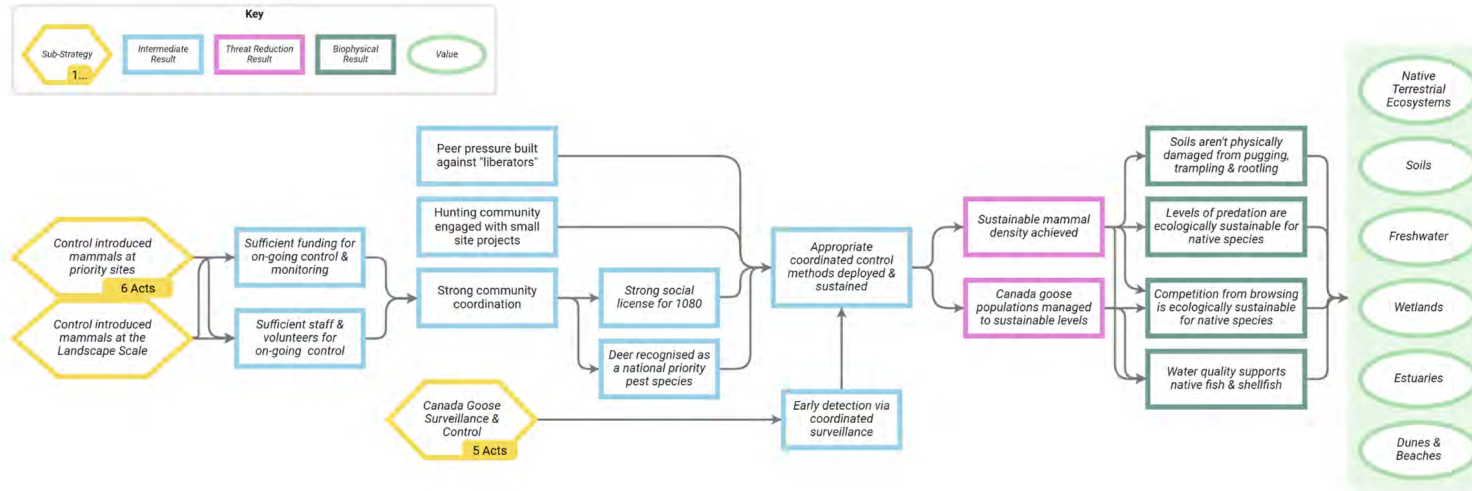 Key
Sub-Strategy
1...
Intermediate
Result
Threat Reduction
Result
Biophysical
Result
Value
Control introduced
mammals at
priority sites
6 Acts
Control introduced
mammals at the
Landscape Scale
Sufficient funding for
on-going control &
monitoring
Sufficient staff &
volunteers for
on-going control
Peer pressure built
against "liberators"
Hunting community
engaged with small
site projects
Strong community
coordination
Strong social
license for 1080
Deer recognised as
a national priority
pest species
Canada Goose
Surveillance &
Control
5 Acts
Early detection via
coordinated
surveillance
Appropriate
coordinated control
methods deployed &
sustained
Sustainable mammal
density achieved
Canada goose
populations managed
to sustainable levels
Soils aren't physically
damaged from pugging,
trampling & rootling
Levels of predation are
ecologically sustainable for
native species
Competition from browsing
is ecologically sustainable
for native species
Water quality supports
native fish & shellfish
Native
Terrestrial
Ecosystems
Soils
Freshwater
Wetlands
Estuaries
Dunes &
Beaches